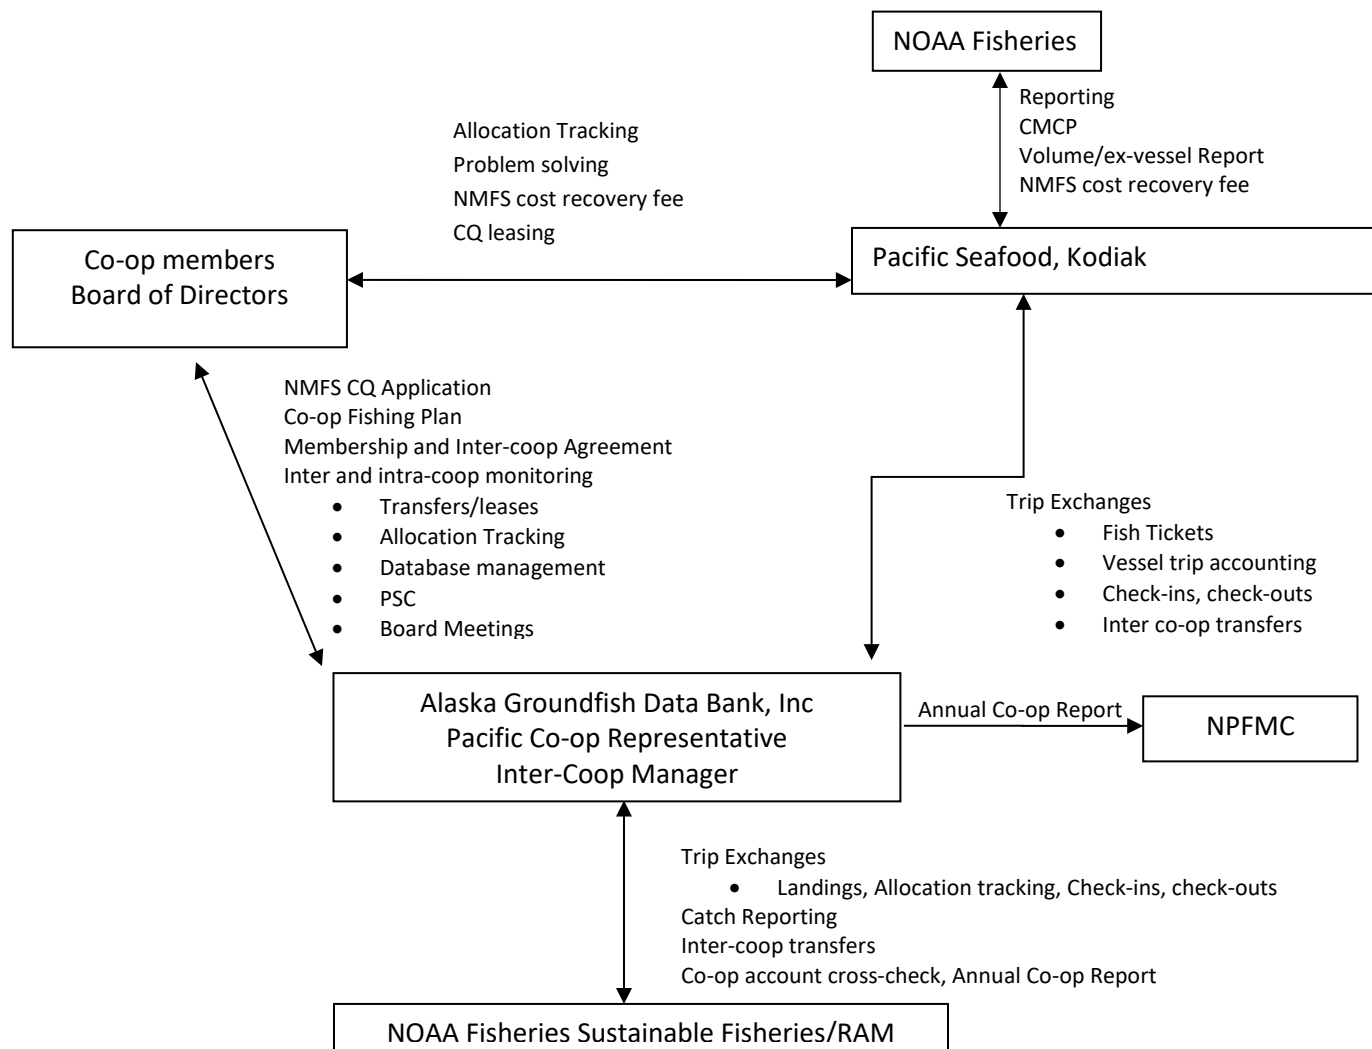 NOAA Fisheries
Reporting
CMCP
Volume/ex-vessel Report
NMFS cost recovery fee
Allocation Tracking
Problem solving
NMFS cost recovery fee
CQ leasing
Co-op members
Board of Directors
Pacific Seafood, Kodiak
NMFS CQ Application
Co-op Fishing Plan
Membership and Inter-coop Agreement
Inter and intra-coop monitoring
• Transfers/leases
• Allocation Tracking
• Database management
• PSC
• Board Meetings
Trip Exchanges
• Fish Tickets
• Vessel trip accounting
• Check-ins, check-outs
• Inter co-op transfers
Alaska Groundfish Data Bank, Inc
Pacific Co-op Representative
Inter-Coop Manager
Annual Co-op Report
NPFMC
Trip Exchanges
• Landings, Allocation tracking, Check-ins, check-outs
Catch Reporting
Inter-coop transfers
Co-op account cross-check, Annual Co-op Report
NOAA Fisheries Sustainable Fisheries/RAM